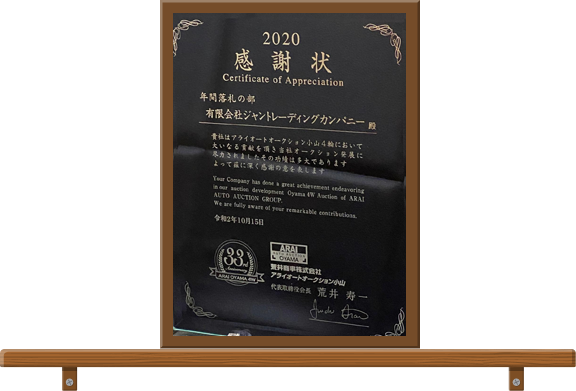 2020
感謝状
Certificate of Appreciation
年間落札の部
有限会社ジャントレーディングカンパニー 殿
貴社はアライオートオークション小山4輪において
大いなる貢献を頂き当社オークション発展に
尽力されましたその功績は多大であります
よって茲に深く感謝の意を表します
Your Company has done a great achievement endeavoring
in our auction development Oyama 4W Auction of ARAI
AUTO AUCTION GROUP.
We are fully aware of your remarkable contributions.
令和2年10月15日
33rd
Anniversary
ARAI OYAMA 4W
ARAI
AUTO AUCTION
OYAMA
荒井商事株式会社
アライオートオークション小山
代表取締役会長 荒井 寿一